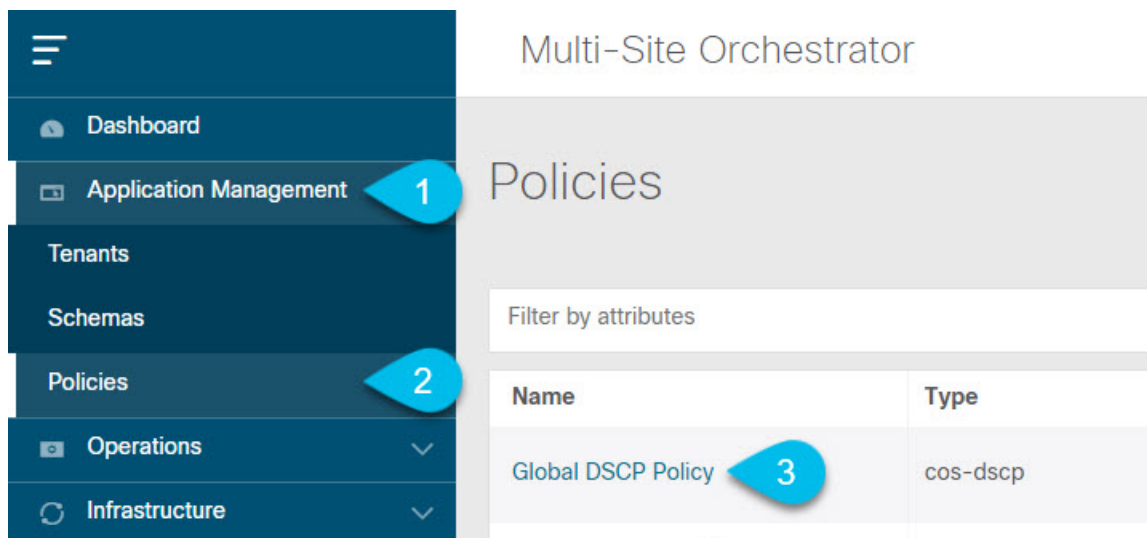 Multi-Site Orchestrator
Dashboard
Application Management
1
Tenants
Schemas
Policies
2
Operations
Infrastructure
Policies
Filter by attributes
Name Type
Global DSCP Policy 3 cos-dscp